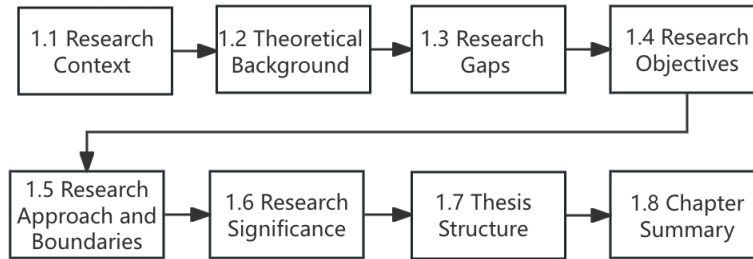 1.1 Research
Context
1.2 Theoretical
Background
1.3 Research
Gaps
1.4 Research
Objectives
1.5 Research
Approach and
Boundaries
1.6 Research
Significance
1.7 Thesis
Structure
1.8 Chapter
Summary